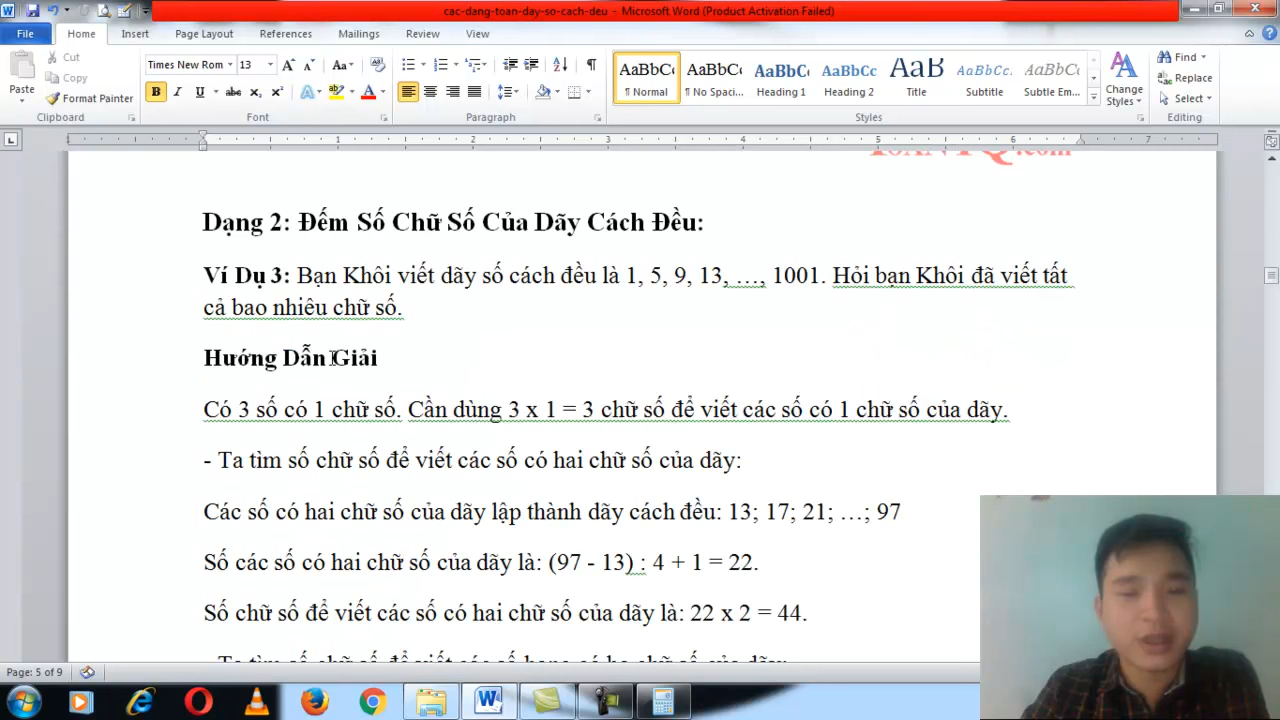 cac-dang-toan-day-so-cach-deu - Microsoft Word (Product Activation Failed)
File Home Insert Page Layout References Mailings Review View
Paste
Cut
Copy
Format Painter
Clipboard
Times New Rom 13
Font
Paragraph
AaBbCc AaBbCc AaBbC AaBbCc AaB AaBbCc AaBbCc
¶ Normal ¶ No Spaci... Heading 1 Heading 2 Title Subtitle Subtle Em...
Styles
Change Styles
Find
Replace
Select
Editing
1 2 3 4 5 6 7
Dạng 2: Đếm Số Chữ Số Của Dãy Cách Đều:
Ví Dụ 3: Bạn Khôi viết dãy số cách đều là 1, 5, 9, 13, …, 1001. Hỏi bạn Khôi đã viết tất
cả bao nhiêu chữ số.
Hướng Dẫn Giải
Có 3 số có 1 chữ số. Cần dùng 3 x 1 = 3 chữ số để viết các số có 1 chữ số của dãy.
- Ta tìm số chữ số để viết các số có hai chữ số của dãy:
Các số có hai chữ số của dãy lập thành dãy cách đều: 13; 17; 21; …; 97
Số các số có hai chữ số của dãy là: (97 - 13) : 4 + 1 = 22.
Số chữ số để viết các số có hai chữ số của dãy là: 22 x 2 = 44.
Page: 5 of 9